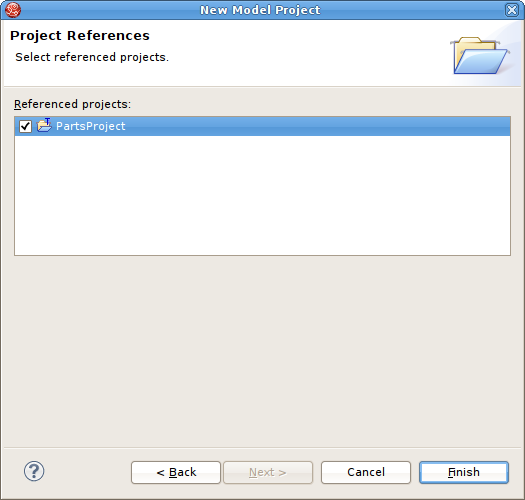 New Model Project
Project References
Select referenced projects.
Referenced projects:
PartsProject
< Back
Next >
Cancel
Finish